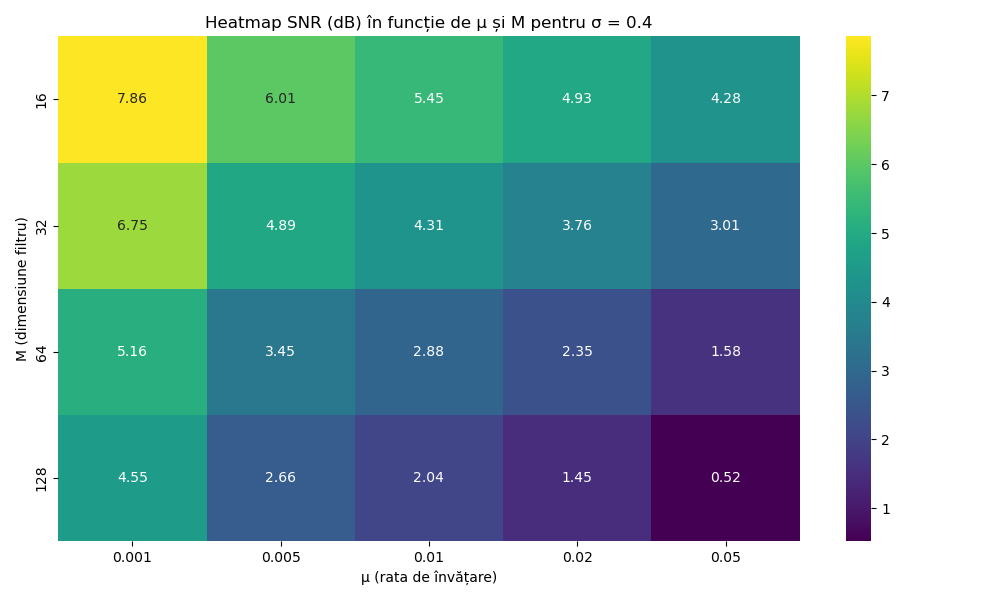 Heatmap SNR (dB) în funcție de μ și M pentru σ = 0.4
M (dimensiune filtru)
16 7.86 6.01 5.45 4.93 4.28
32 6.75 4.89 4.31 3.76 3.01
64 5.16 3.45 2.88 2.35 1.58
128 4.55 2.66 2.04 1.45 0.52
0.001 0.005 0.01 0.02 0.05
μ (rata de învățare)
7
6
5
4
3
2
1